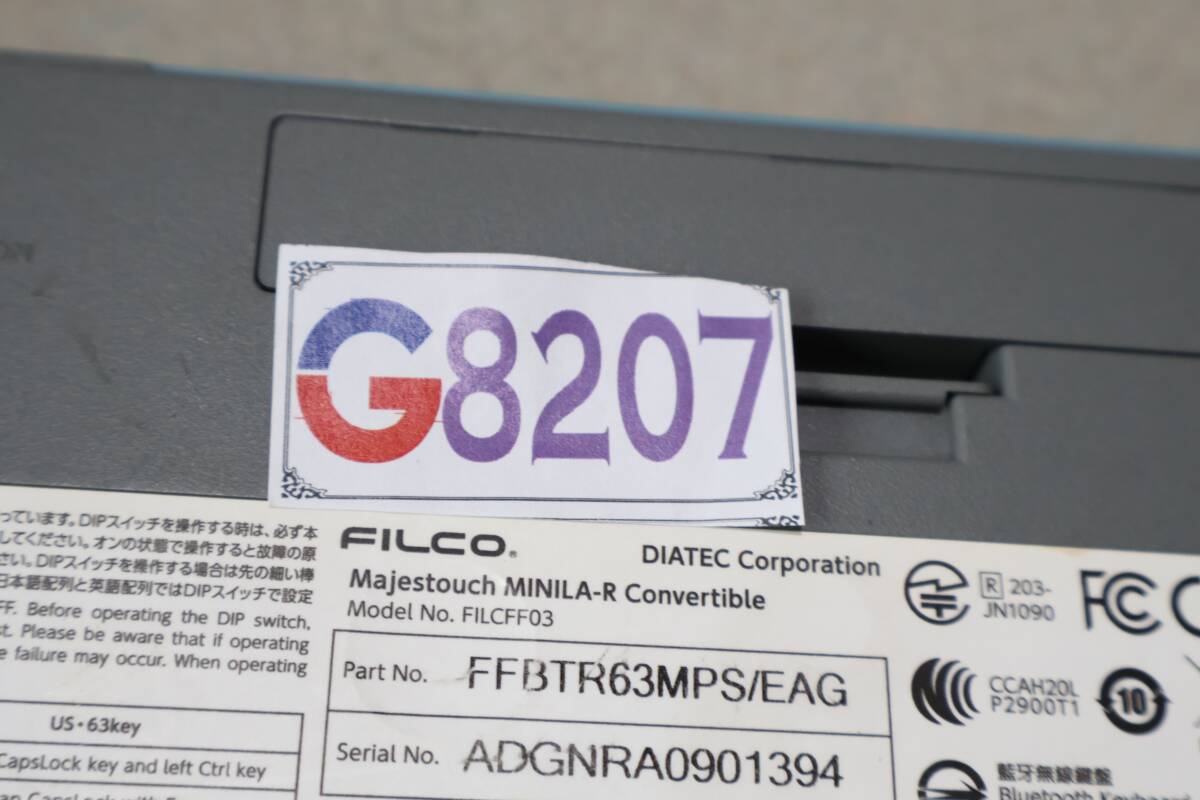 G8207
っています。DIPスイッチを操作する時は、必ず本
してください。オンの状態で操作すると故障の原
さい。DIPスイッチを操作する場合は先の細い棒
日本語配列と英語配列ではDIPスイッチで設定
FF. Before operating the DIP switch,
st. Please be aware that if operating
e failure may occur. When operating
US・63key
CapsLock key and left Ctrl key
FILCO®
DIATEC Corporation
Majestouch MINILA-R Convertible
Model No. FILCFF03
Part No. FFBTR63MPS/EAG
Serial No. ADGNRA0901394
R 203-
JN1090
FC
CCAH20L
P2900T1
10
藍牙無線鍵盤
Bluetooth Keyboard